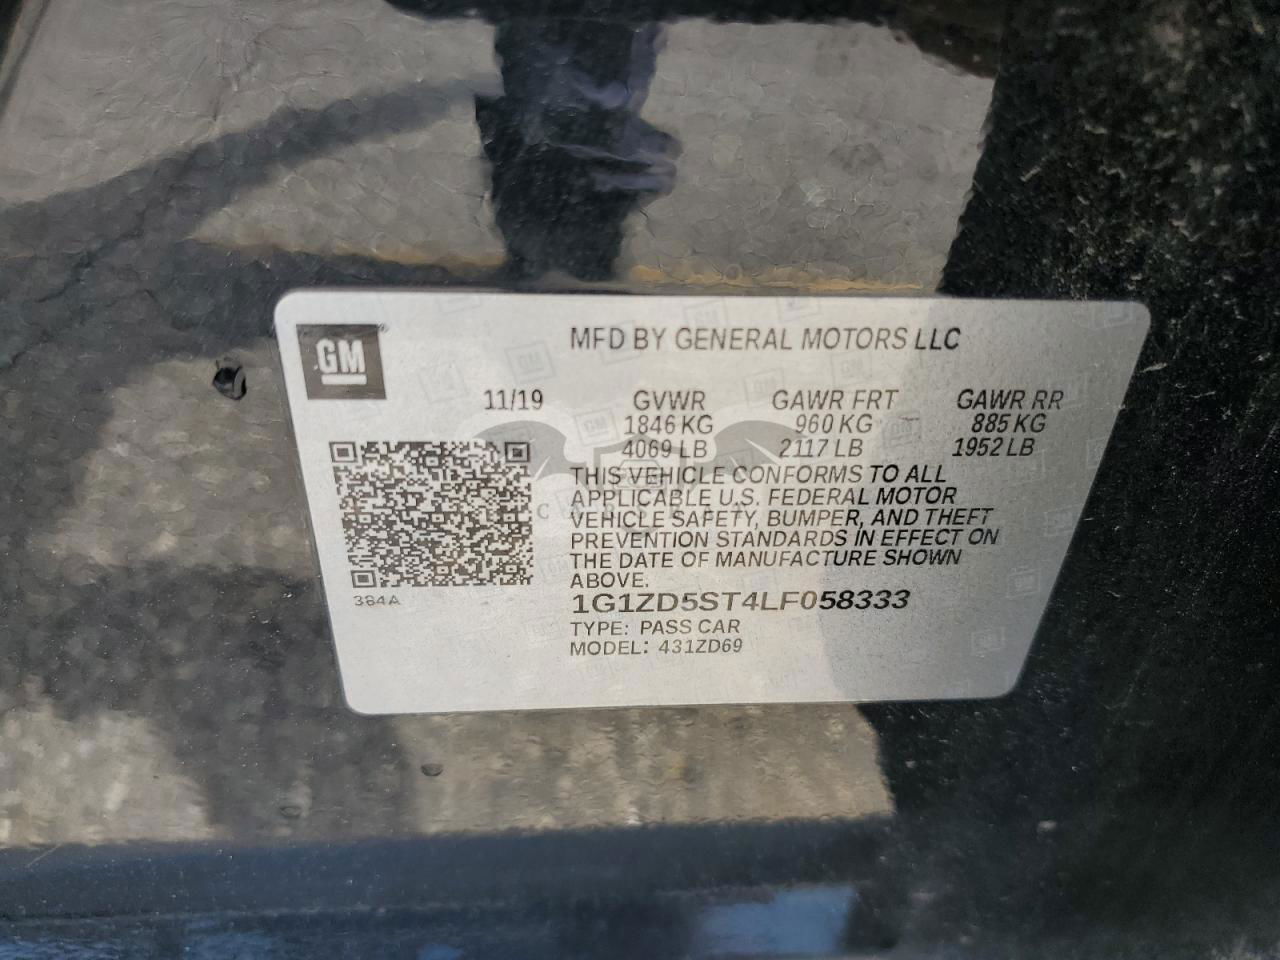 GM
MFD BY GENERAL MOTORS LLC
11/19 GVWR GAWR FRT GAWR RR
1846 KG 960 KG 885 KG
4069 LB 2117 LB 1952 LB
THIS VEHICLE CONFORMS TO ALL
APPLICABLE U.S. FEDERAL MOTOR
VEHICLE SAFETY, BUMPER, AND THEFT
PREVENTION STANDARDS IN EFFECT ON
THE DATE OF MANUFACTURE SHOWN
ABOVE.
384A
1G1ZD5ST4LF058333
TYPE: PASS CAR
MODEL: 431ZD69